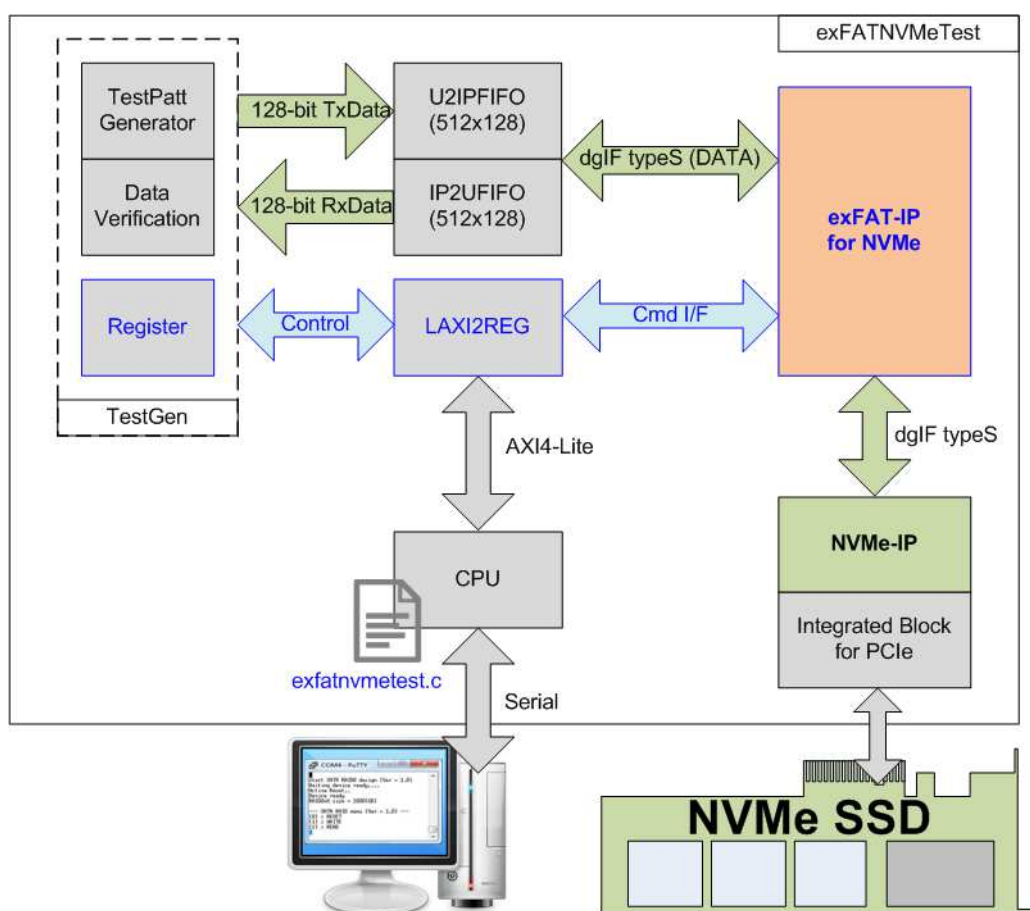 exFATNVMeTest
TestPatt
Generator
128-bit TxData
U2IPFIFO
(512x128)
dgIF typeS (DATA)
Data
Verification
128-bit RxData
IP2UFIFO
(512x128)
exFAT-IP
for NVMe
Register
Control
LAXI2REG
Cmd I/F
TestGen
AXI4-Lite
dgIF typeS
CPU
NVMe-IP
Integrated Block
for PCIe
exfatnvmetest.c
Serial
NVMe SSD